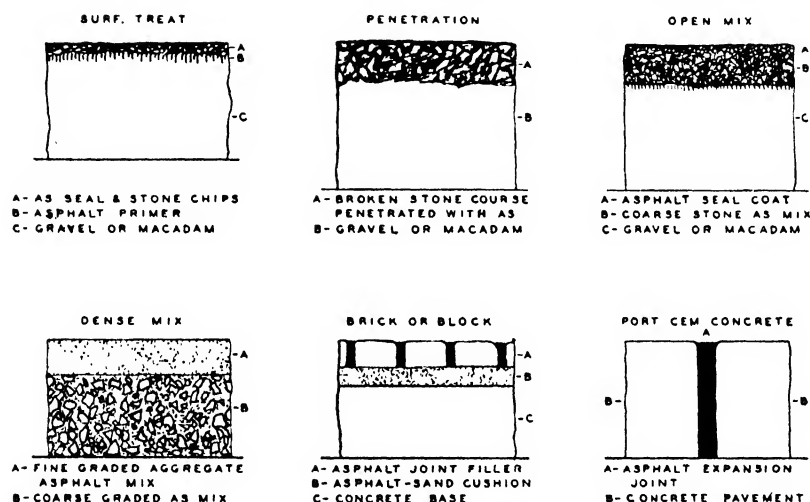 SURF. TREAT
A
B
C
A- AS SEAL & STONE CHIPS
B- ASPHALT PRIMER
C- GRAVEL OR MACADAM
PENETRATION
A
B
A- BROKEN STONE COURSE
PENETRATED WITH AS
B- GRAVEL OR MACADAM
OPEN MIX
A
B
C
A- ASPHALT SEAL COAT
B- COARSE STONE AS MIX
C- GRAVEL OR MACADAM
DENSE MIX
A
B
A- FINE GRADED AGGREGATE
ASPHALT MIX
B- COARSE GRADED AS MIX
BRICK OR BLOCK
A
B
C
A- ASPHALT JOINT FILLER
B- ASPHALT-SAND CUSHION
C- CONCRETE BASE
PORT CEM CONCRETE
A
B
B
A- ASPHALT EXPANSION
JOINT
B- CONCRETE PAVEMENT